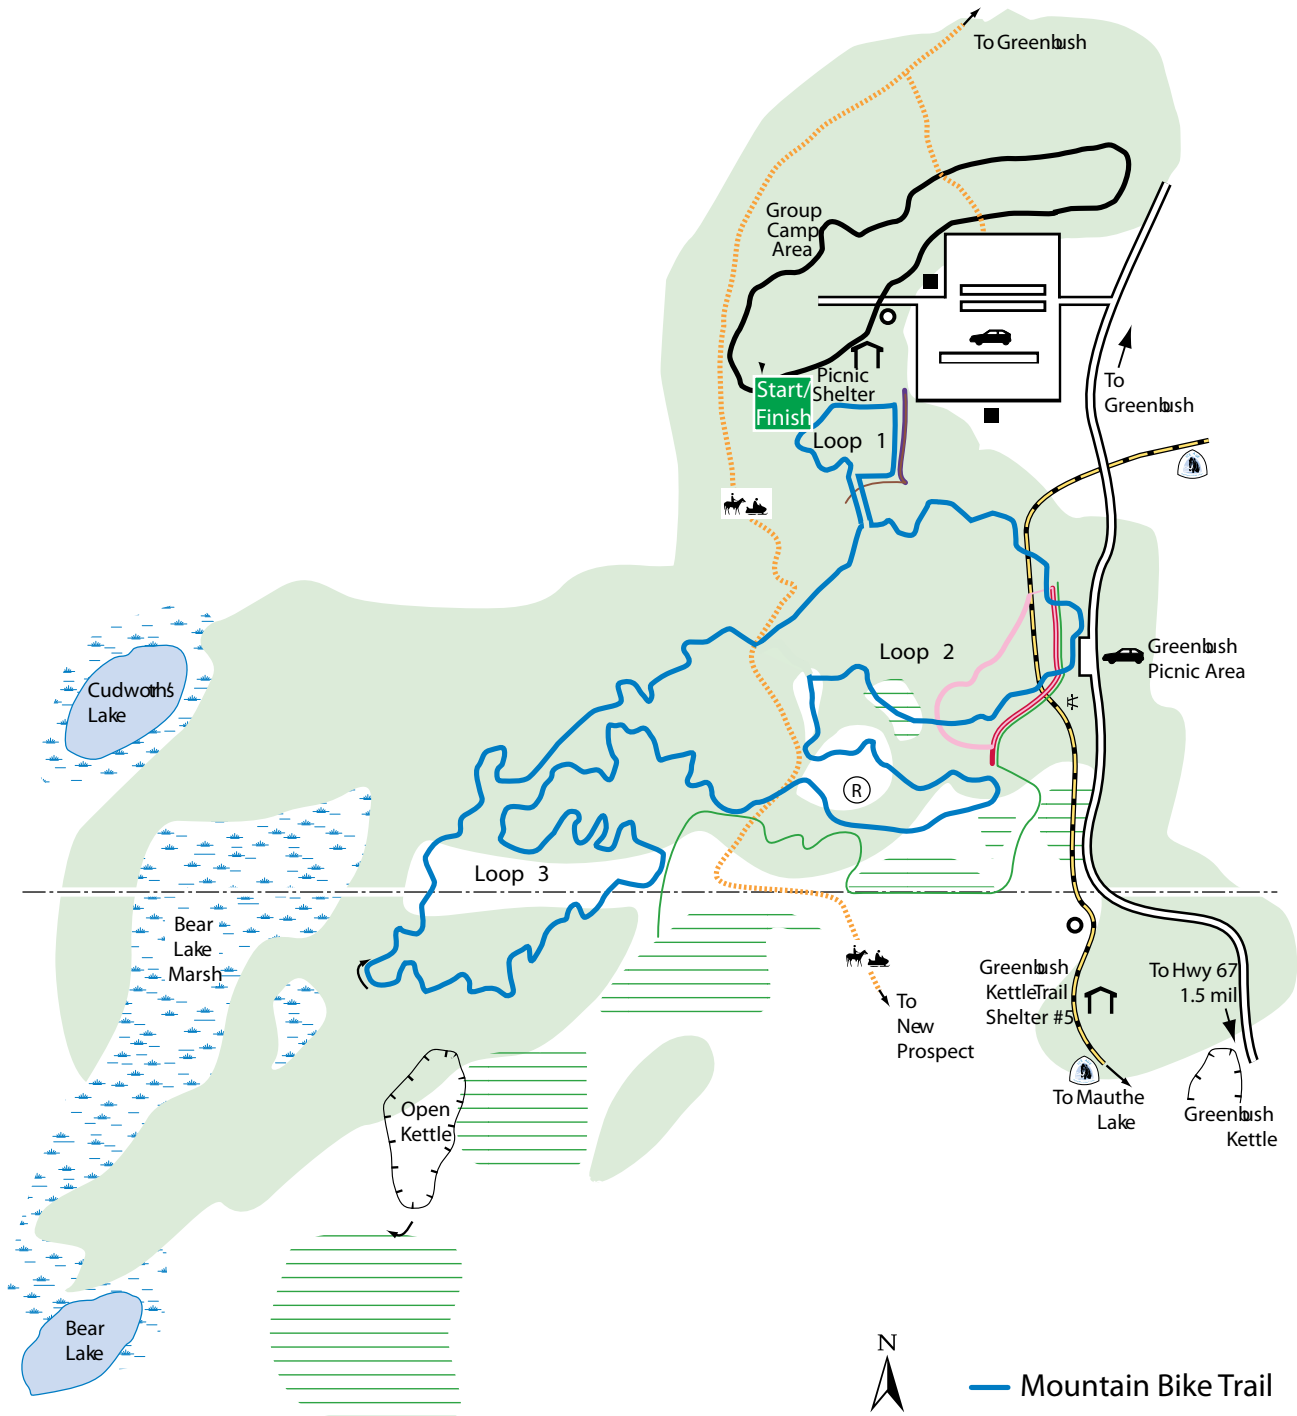 To Greenbush
Group
Camp
Area
Picnic
Shelter
Start/
Finish
To
Greenbush
Loop 1
Loop 2
Greenbush
Picnic Area
Cudworth's
Lake
R
Loop 3
Bear
Lake
Marsh
Greenbush
Kettle Trail
Shelter #5
To Hwy 67
1.5 mil
To
New
Prospect
To Mauthe
Lake
Open
Kettle
Greenbush
Kettle
Bear
Lake
N
Mountain Bike Trail